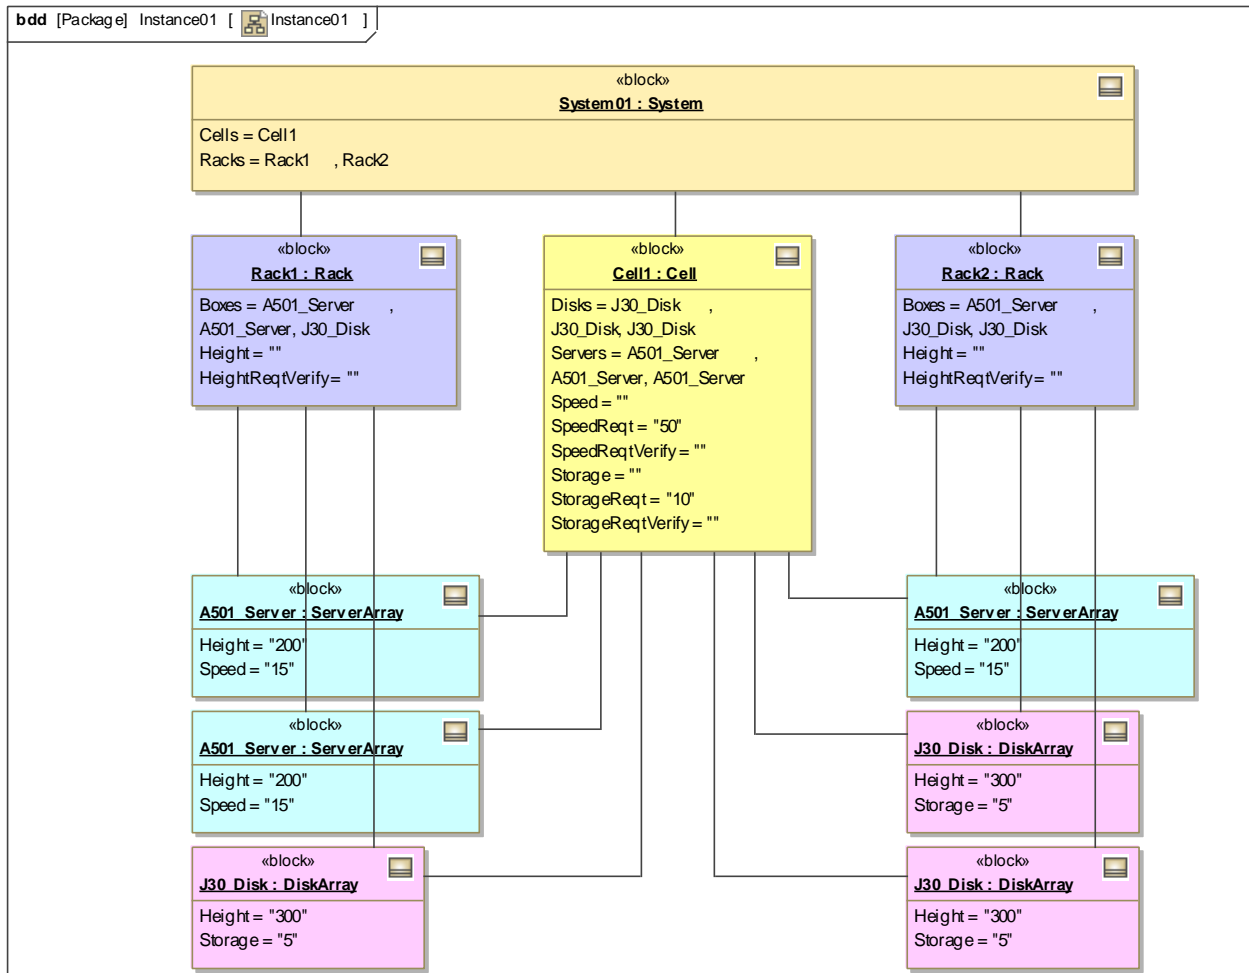 bdd [Package] Instance01 [ Instance01 ]
«block»
System01 : System
Cells = Cell1
Racks = Rack1 , Rack2
«block»
Rack1 : Rack
Boxes = A501_Server ,
A501_Server, J30_Disk
Height = ""
HeightReqtVerify = ""
«block»
Cell1 : Cell
Disks = J30_Disk ,
J30_Disk, J30_Disk
Servers = A501_Server ,
A501_Server, A501_Server
Speed = ""
SpeedReqt = "50"
SpeedReqtVerify = ""
Storage = ""
StorageReqt = "10"
StorageReqtVerify = ""
«block»
Rack2 : Rack
Boxes = A501_Server ,
J30_Disk, J30_Disk
Height = ""
HeightReqtVerify = ""
«block»
A501_Server : ServerArray
Height = "200"
Speed = "15"
«block»
A501_Server : ServerArray
Height = "200"
Speed = "15"
«block»
A501_Server : ServerArray
Height = "200"
Speed = "15"
«block»
J30_Disk : DiskArray
Height = "300"
Storage = "5"
«block»
J30_Disk : DiskArray
Height = "300"
Storage = "5"
«block»
J30_Disk : DiskArray
Height = "300"
Storage = "5"